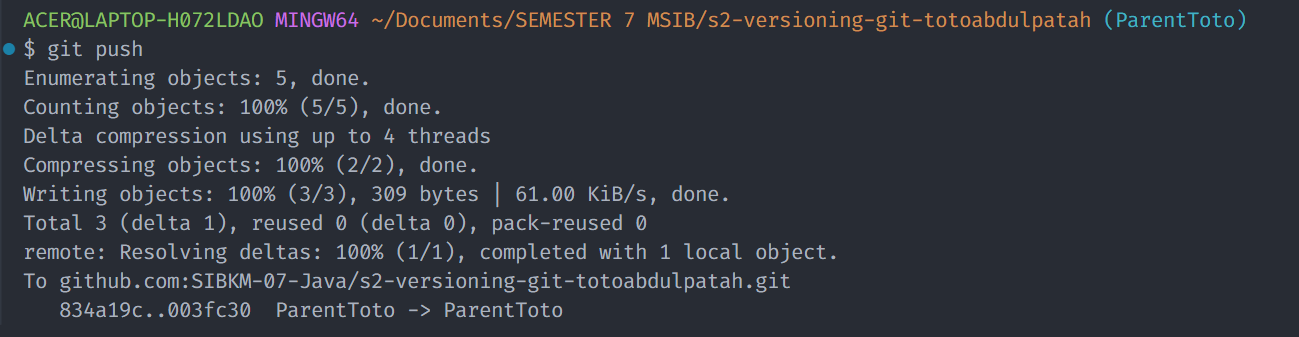 ACER@LAPTOP-H072LDAO MINGW64 ~/Documents/SEMESTER 7 MSIB/s2-versioning-git-totoabdulpatah (ParentToto)
$ git push
Enumerating objects: 5, done.
Counting objects: 100% (5/5), done.
Delta compression using up to 4 threads
Compressing objects: 100% (2/2), done.
Writing objects: 100% (3/3), 309 bytes | 61.00 KiB/s, done.
Total 3 (delta 1), reused 0 (delta 0), pack-reused 0
remote: Resolving deltas: 100% (1/1), completed with 1 local object.
To github.com:SIBKM-07-Java/s2-versioning-git-totoabdulpatah.git
   834a19c..003fc30  ParentToto -> ParentToto